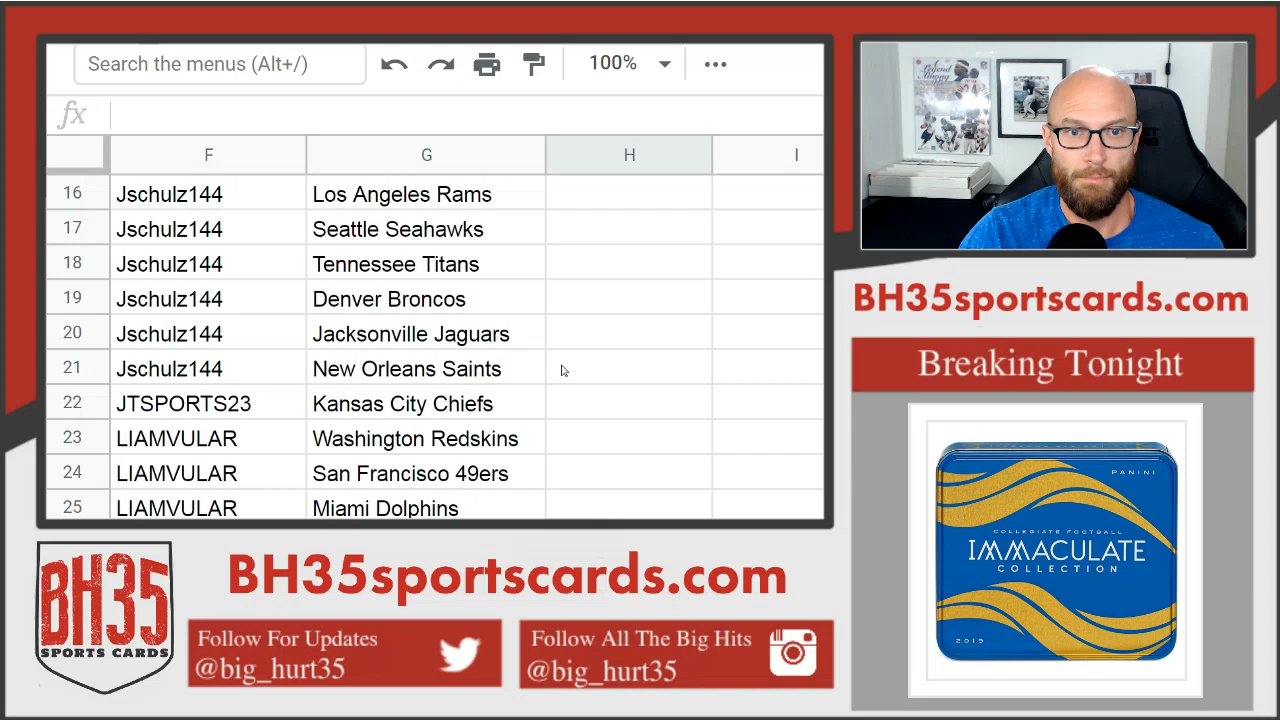 Search the menus (Alt+/)
100%
fx
F G H I
16 Jschulz144 Los Angeles Rams
17 Jschulz144 Seattle Seahawks
18 Jschulz144 Tennessee Titans
19 Jschulz144 Denver Broncos
20 Jschulz144 Jacksonville Jaguars
21 Jschulz144 New Orleans Saints
22 JTSPORTS23 Kansas City Chiefs
23 LIAMVULAR Washington Redskins
24 LIAMVULAR San Francisco 49ers
25 LIAMVULAR Miami Dolphins
BH35sportscards.com
Breaking Tonight
PANINI
COLLEGIATE FOOTBALL
IMMACULATE
COLLECTION
2019
BH35
SPORTS CARDS
BH35sportscards.com
Follow For Updates
@big_hurt35
Follow All The Big Hits
@big_hurt35